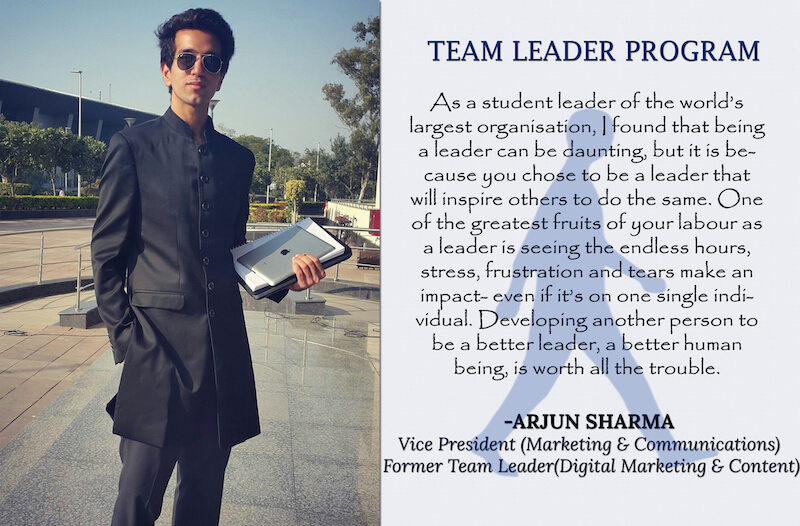 TEAM LEADER PROGRAM
As a student leader of the world's
largest organisation, I found that being
a leader can be daunting, but it is be-
cause you chose to be a leader that
will inspire others to do the same. One
of the greatest fruits of your labour as
a leader is seeing the endless hours,
stress, frustration and tears make an
impact- even if it's on one single indi-
vidual. Developing another person to
be a better leader, a better human
being, is worth all the trouble.
-ARJUN SHARMA
Vice President (Marketing & Communications)
Former Team Leader(Digital Marketing & Content)